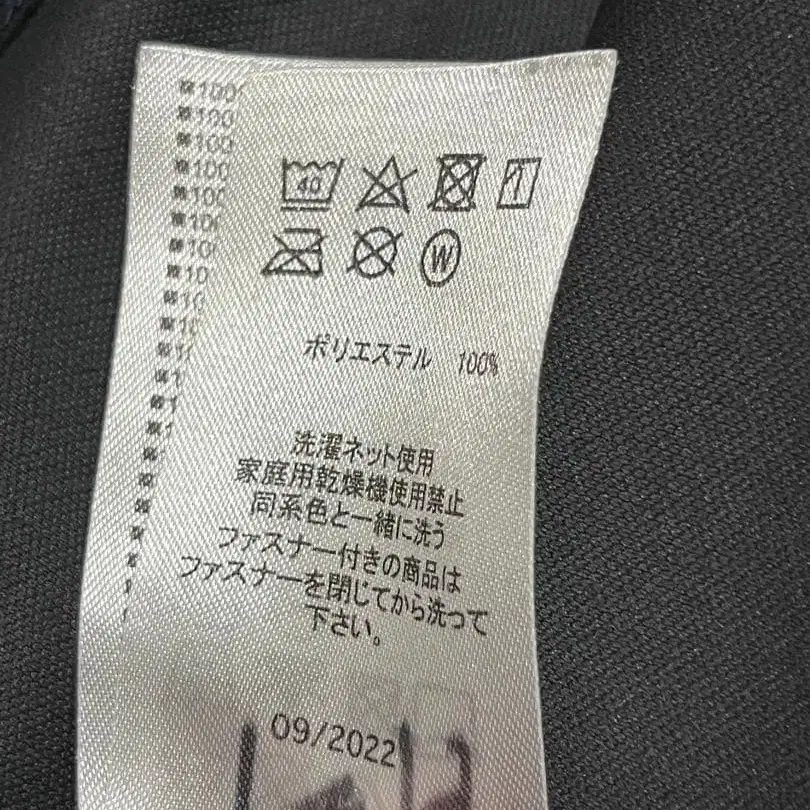 40
W
ポリエステル 100%
洗濯ネット使用
家庭用乾燥機使用禁止
同系色と一緒に洗う
ファスナー付きの商品は
ファスナーを閉じてから洗って
下さい。
09/2022